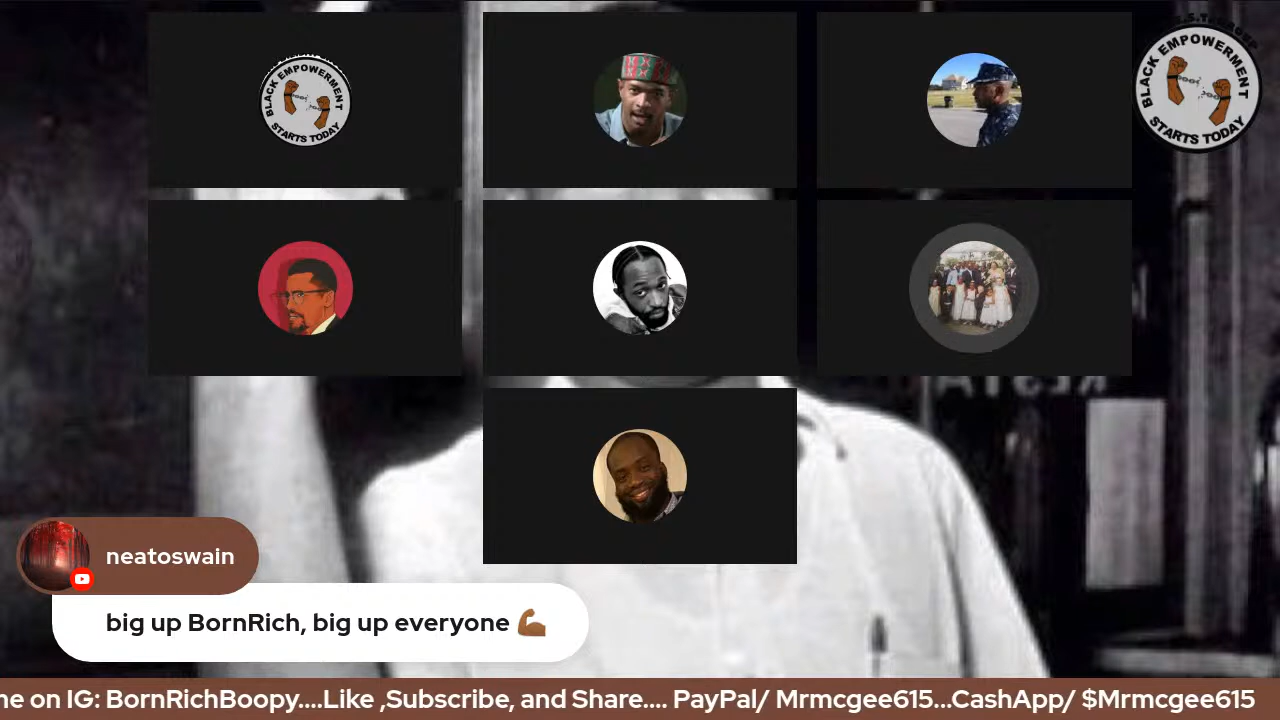 BLACK EMPOWERMENT
STARTS TODAY
BLACK EMPOWERMENT
STARTS TODAY
neatoswain
big up BornRich, big up everyone 💪🏾
ne on IG: BornRichBoopy....Like ,Subscribe, and Share.... PayPal/ Mrmcgee615...CashApp/ $Mrmcgee615